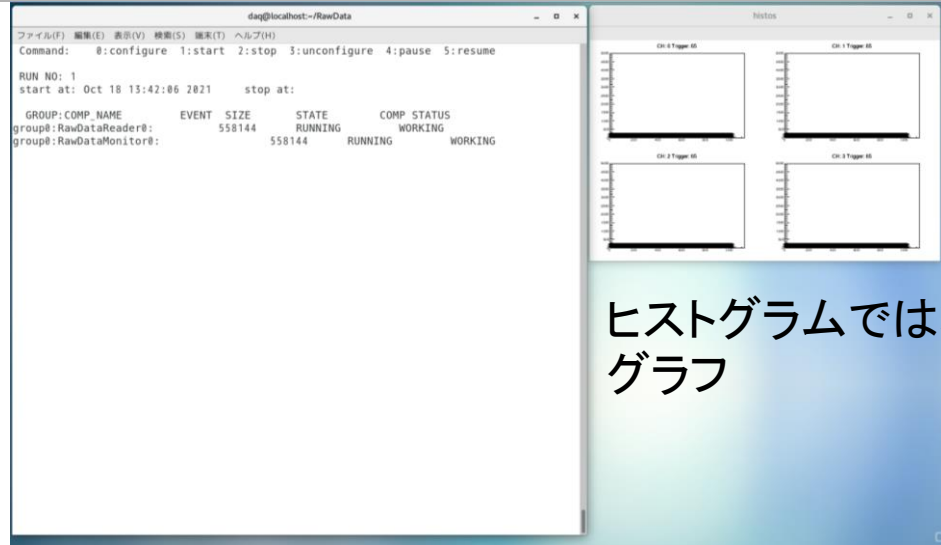 daq@localhost:~/RawData
ファイル(F) 編集(E) 表示(V) 検索(S) 端末(T) ヘルプ(H)
Command: 0:configure 1:start 2:stop 3:unconfigure 4:pause 5:resume
RUN NO: 1
start at: Oct 18 13:42:06 2021 stop at:
GROUP:COMP_NAME EVENT SIZE STATE COMP STATUS
group0:RawDataReader0: 558144 RUNNING WORKING
group0:RawDataMonitor0: 558144 RUNNING WORKING
histos
CH: 0 Trigger: 65
CH: 1 Trigger: 65
CH: 2 Trigger: 65
CH: 3 Trigger: 65
ヒストグラムでは
グラフ